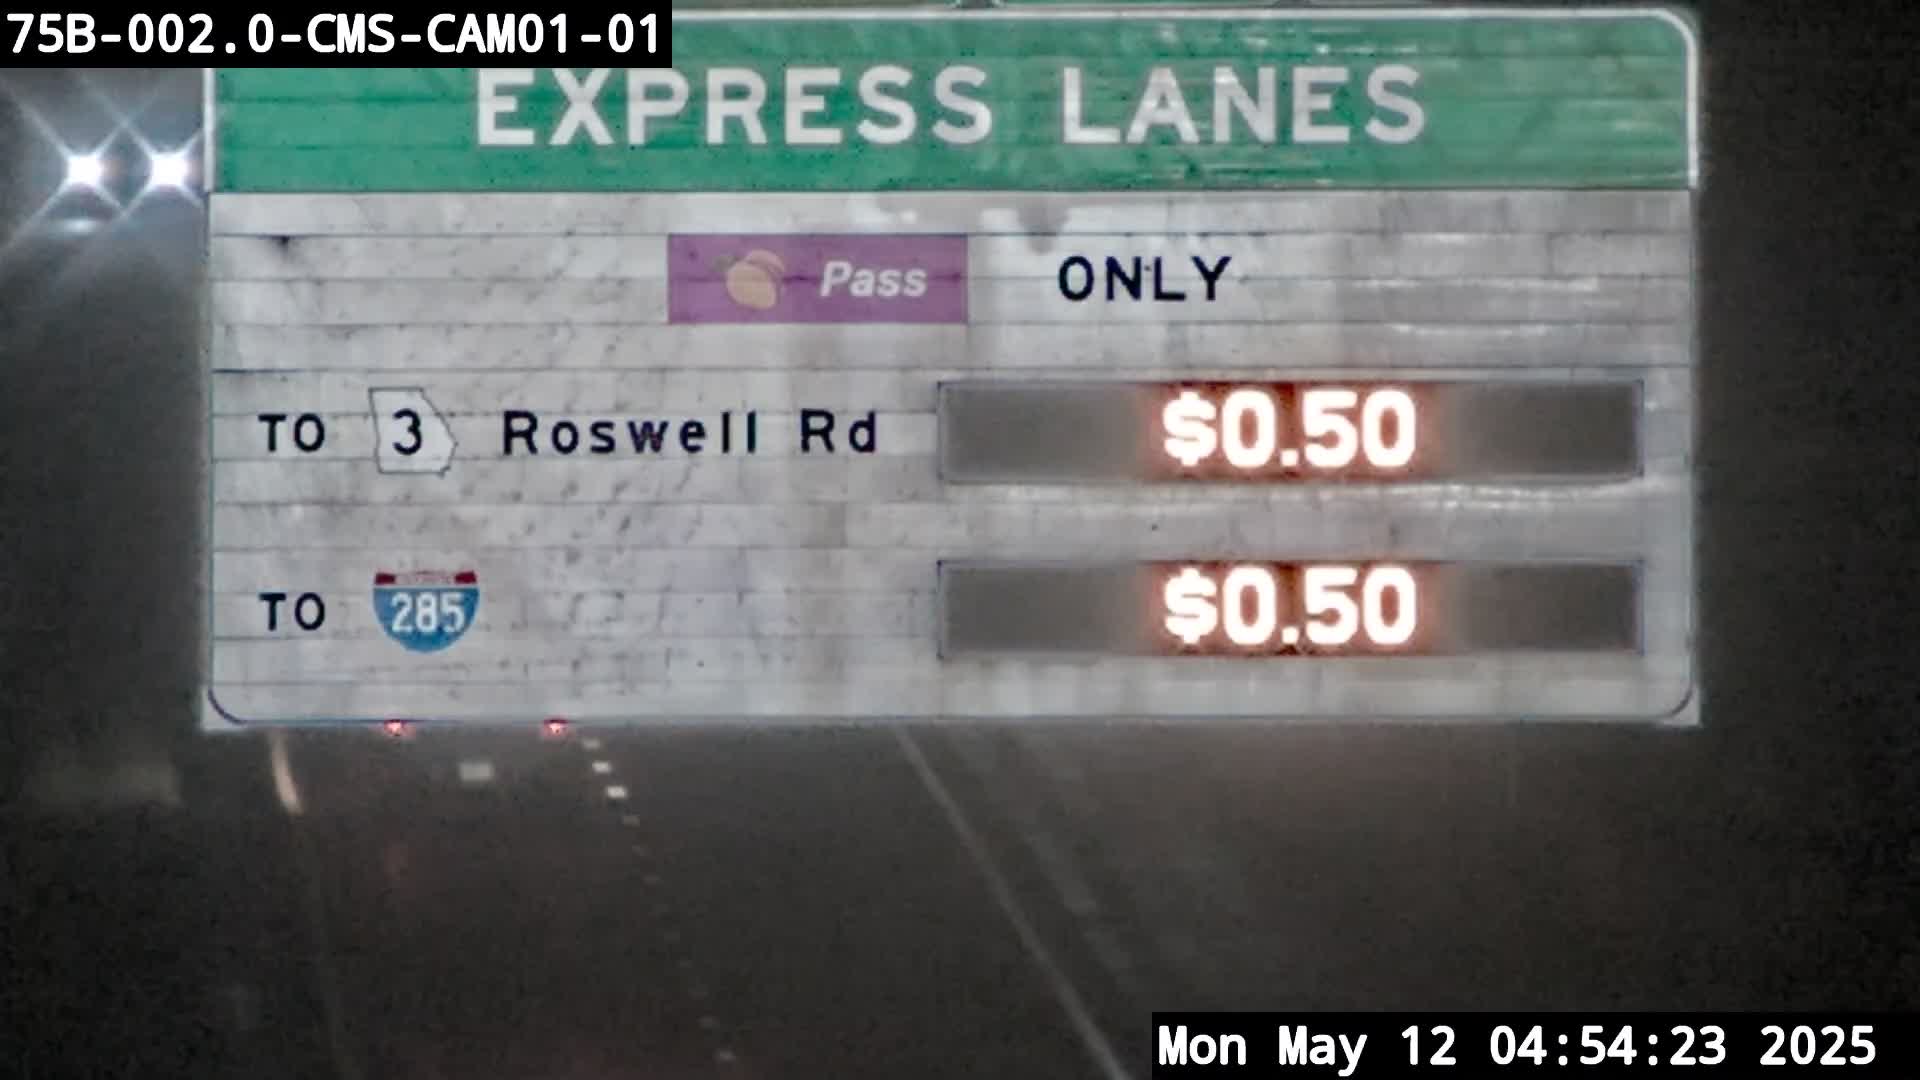 75B-002.0-CMS-CAM01-01
EXPRESS LANES
Pass ONLY
TO 3 Roswell Rd $0.50
TO 285 $0.50
Mon May 12 04:54:23 2025